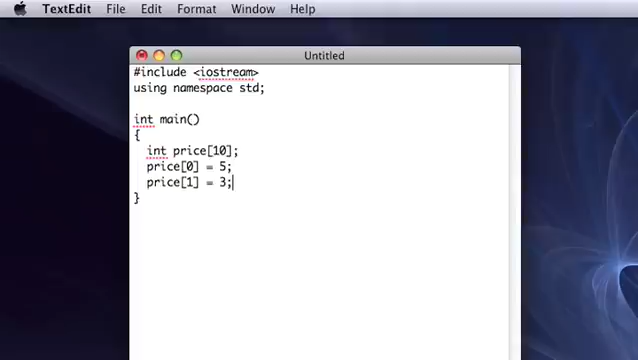 TextEdit File Edit Format Window Help
Untitled
#include <iostream>
using namespace std;
int main()
{
int price[10];
price[0] = 5;
price[1] = 3;
}